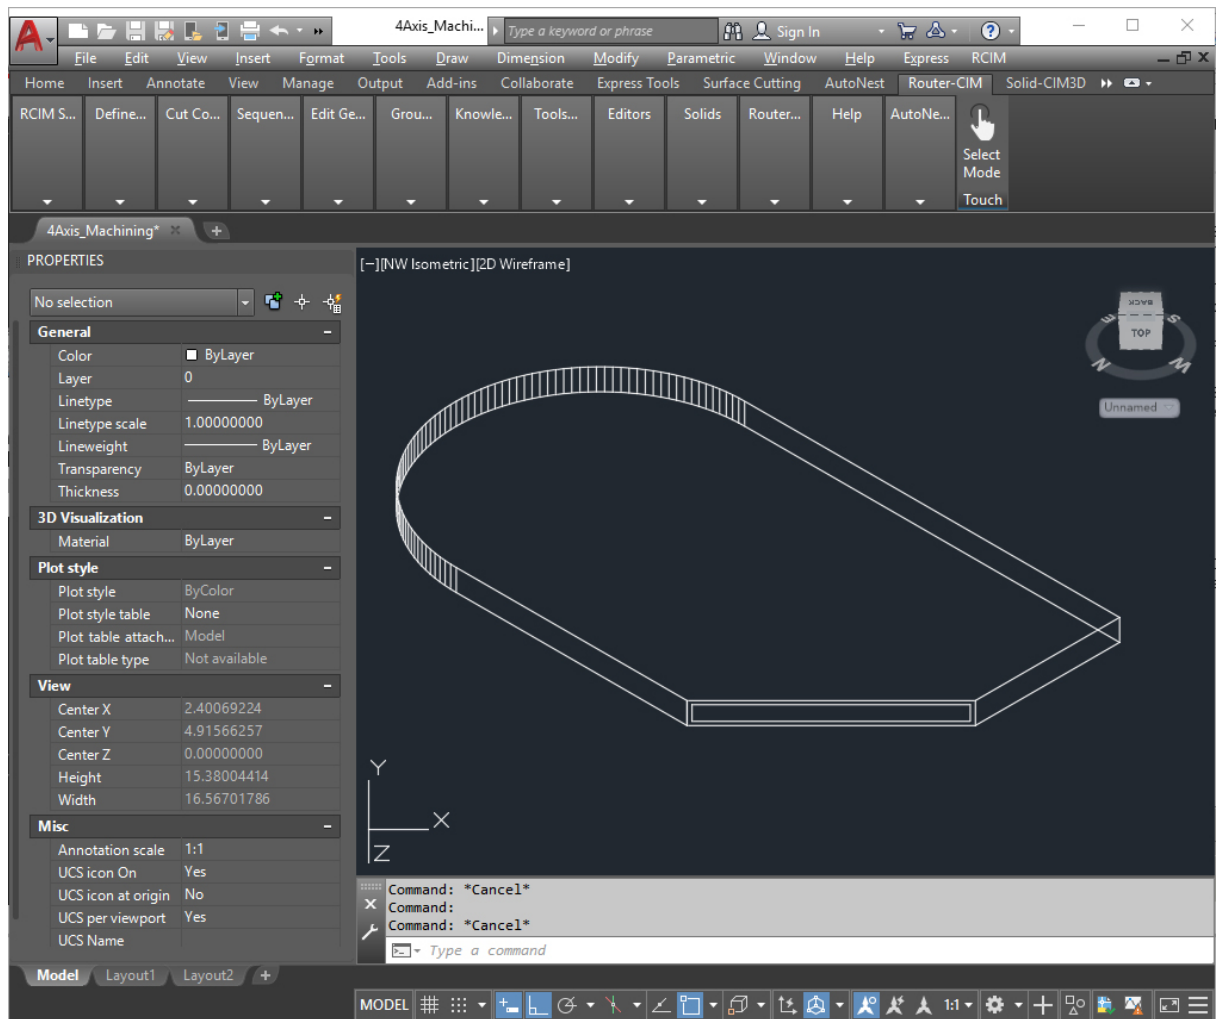 4Axis_Machi... Type a keyword or phrase Sign In
File Edit View Insert Format Tools Draw Dimension Modify Parametric Window Help Express RCIM
Home Insert Annotate View Manage Output Add-ins Collaborate Express Tools Surface Cutting AutoNest Router-CIM Solid-CIM3D
RCIM S... Define... Cut Co... Sequen... Edit Ge... Grou... Knowle... Tools... Editors Solids Router... Help AutoNe...
Select
Mode
Touch
4Axis_Machining*
PROPERTIES
No selection
General
Color ByLayer
Layer 0
Linetype ByLayer
Linetype scale 1.00000000
Lineweight ByLayer
Transparency ByLayer
Thickness 0.00000000
3D Visualization
Material ByLayer
Plot style
Plot style ByColor
Plot style table None
Plot table attach... Model
Plot table type Not available
View
Center X 2.40069224
Center Y 4.91566257
Center Z 0.00000000
Height 15.38004414
Width 16.56701786
Misc
Annotation scale 1:1
UCS icon On Yes
UCS icon at origin No
UCS per viewport Yes
UCS Name
[−][NW Isometric][2D Wireframe]
BACK
E S
TOP
N W
Unnamed
Y
X
Z
Command: *Cancel*
Command:
Command: *Cancel*
Type a command
Model Layout1 Layout2 +
MODEL 1:1